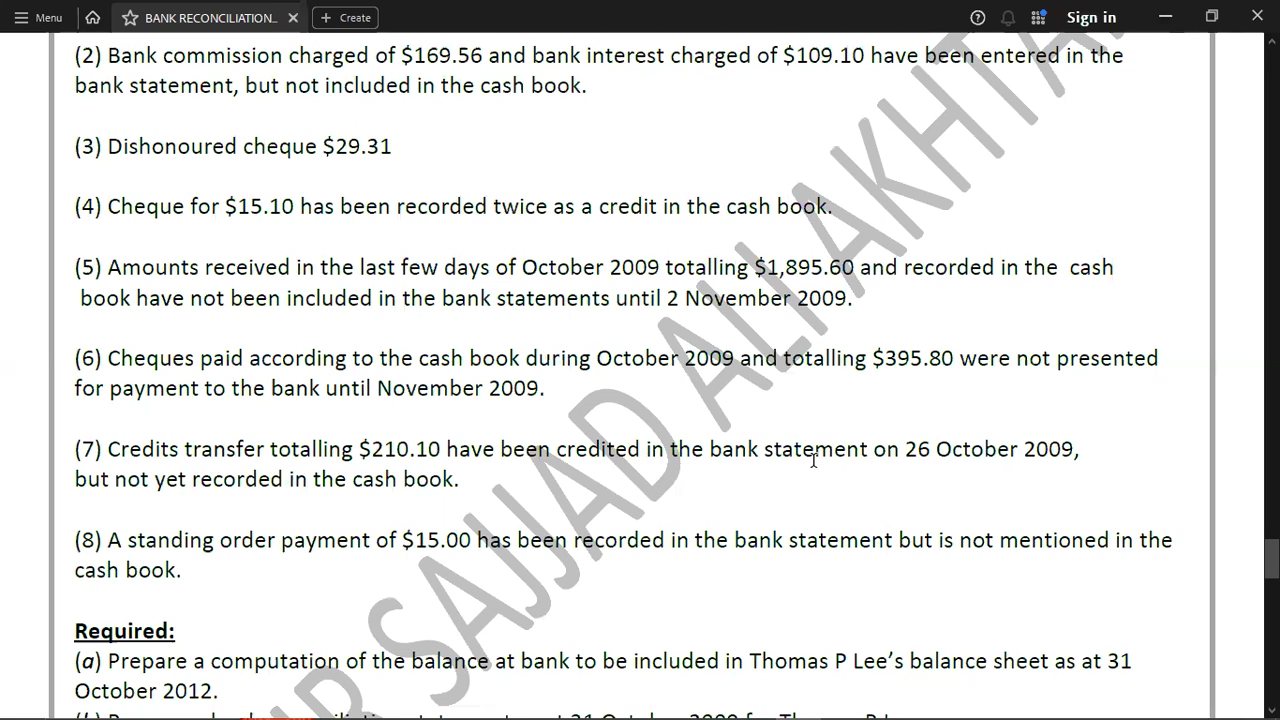 Menu
BANK RECONCILIATION...
Create
Sign in
(2) Bank commission charged of $169.56 and bank interest charged of $109.10 have been entered in the
bank statement, but not included in the cash book.
(3) Dishonoured cheque $29.31
(4) Cheque for $15.10 has been recorded twice as a credit in the cash book.
(5) Amounts received in the last few days of October 2009 totalling $1,895.60 and recorded in the cash
book have not been included in the bank statements until 2 November 2009.
(6) Cheques paid according to the cash book during October 2009 and totalling $395.80 were not presented
for payment to the bank until November 2009.
(7) Credits transfer totalling $210.10 have been credited in the bank statement on 26 October 2009,
but not yet recorded in the cash book.
(8) A standing order payment of $15.00 has been recorded in the bank statement but is not mentioned in the
cash book.
Required:
(a) Prepare a computation of the balance at bank to be included in Thomas P Lee’s balance sheet as at 31
October 2012.
SIR SAJJAD ALI AKHTAR